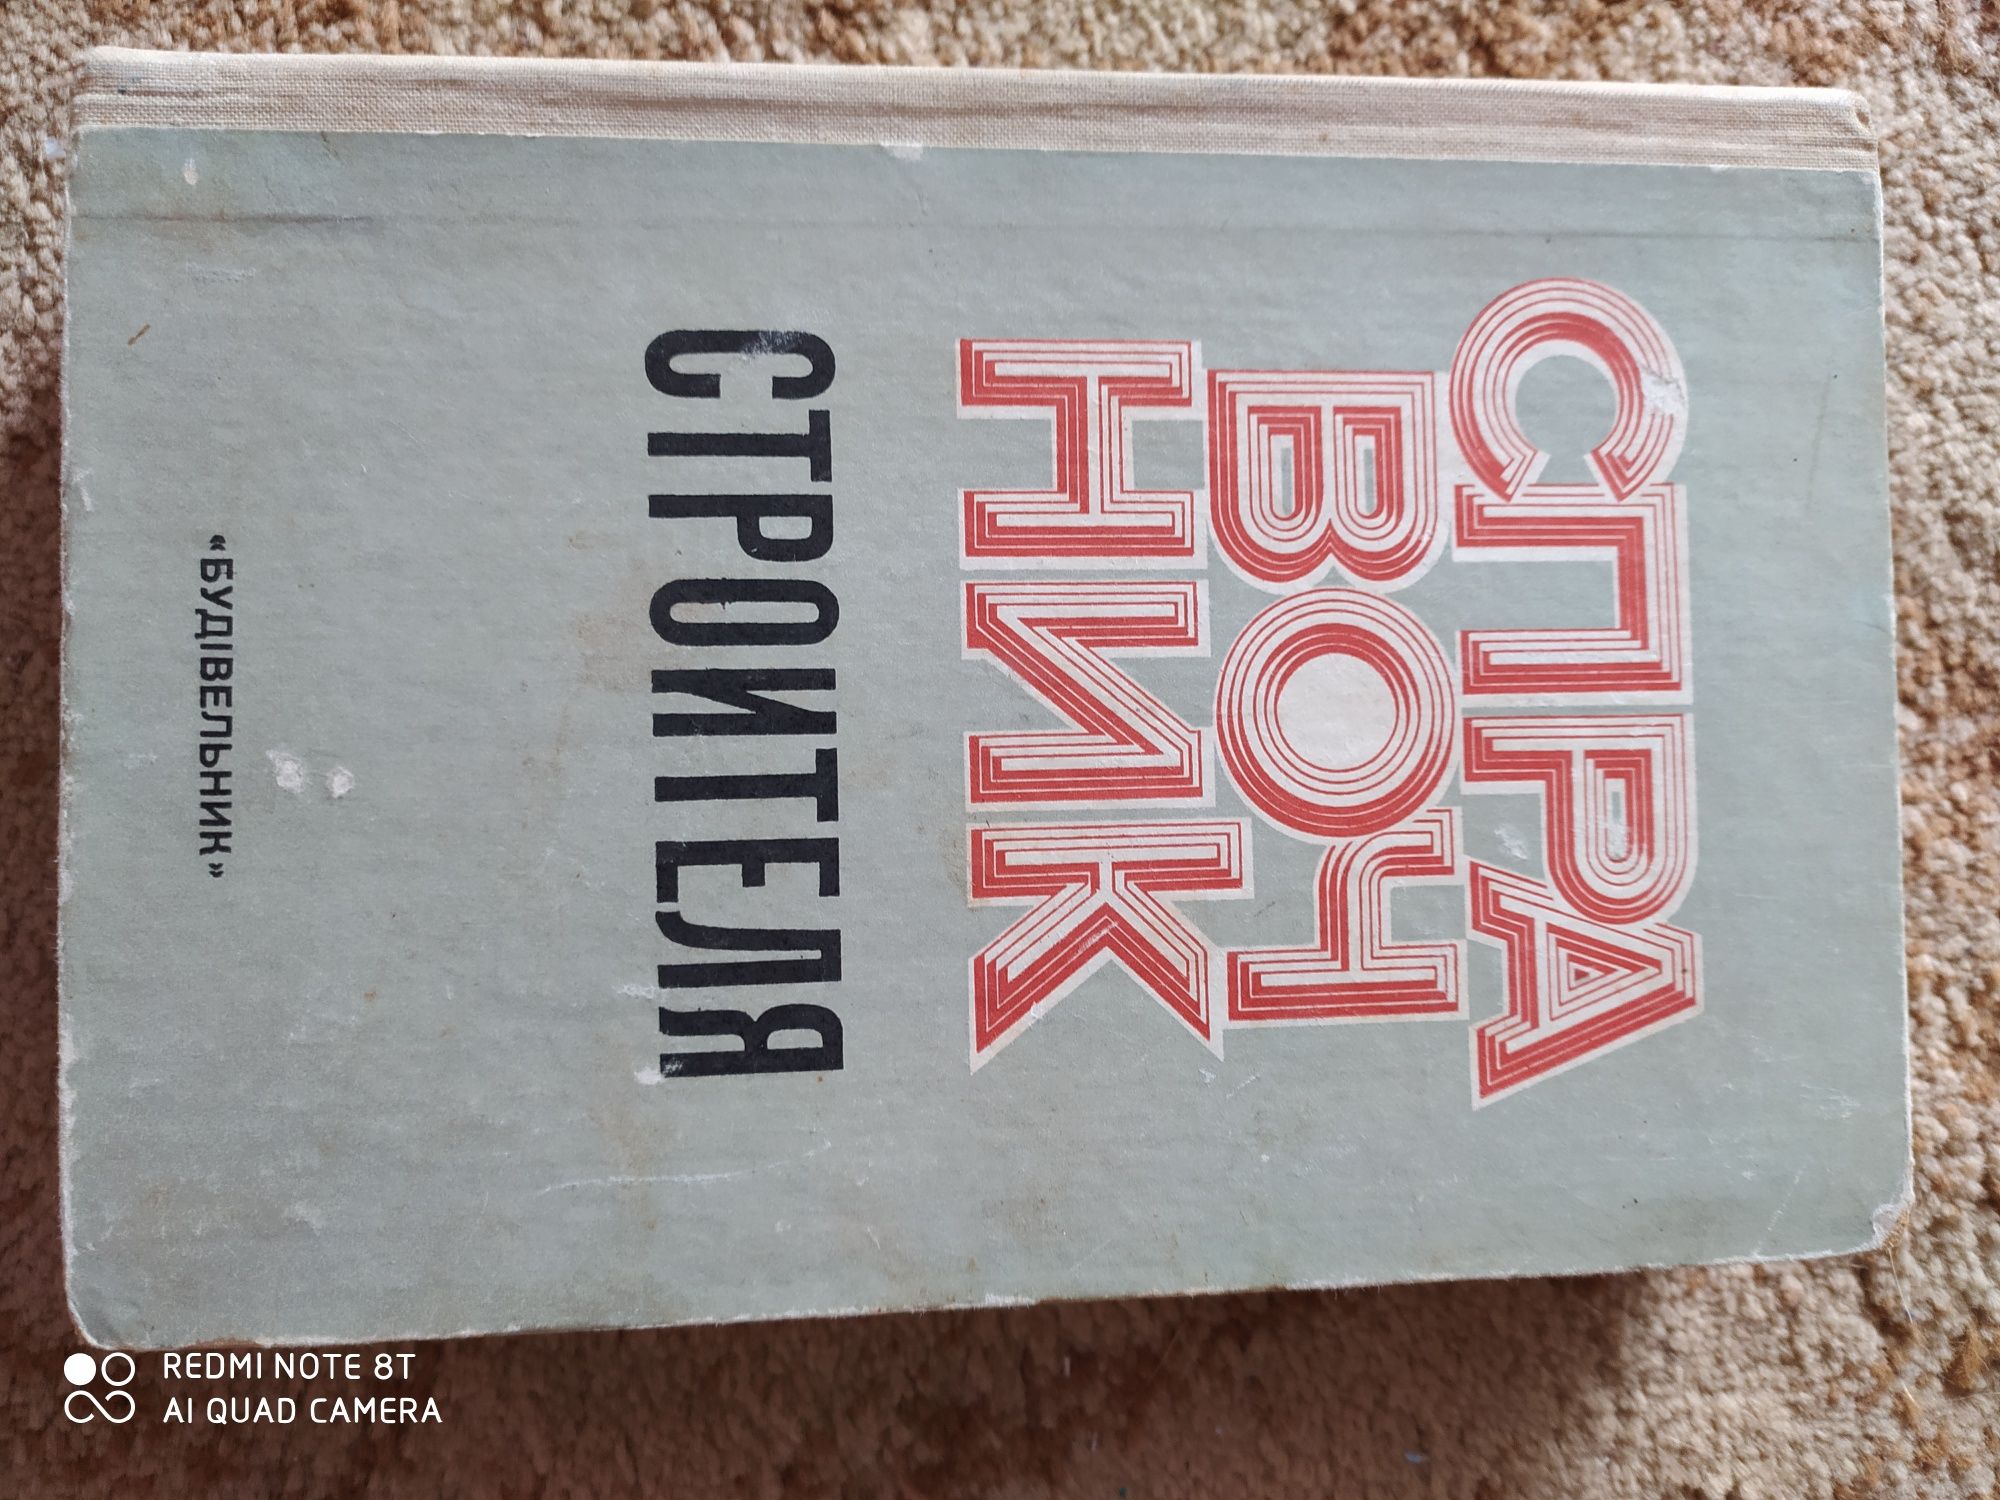 СПРА
ВОЧ
НИК
СТРОИТЕЛЯ
«БУДІВЕЛЬНИК»
REDMI NOTE 8T
AI QUAD CAMERA